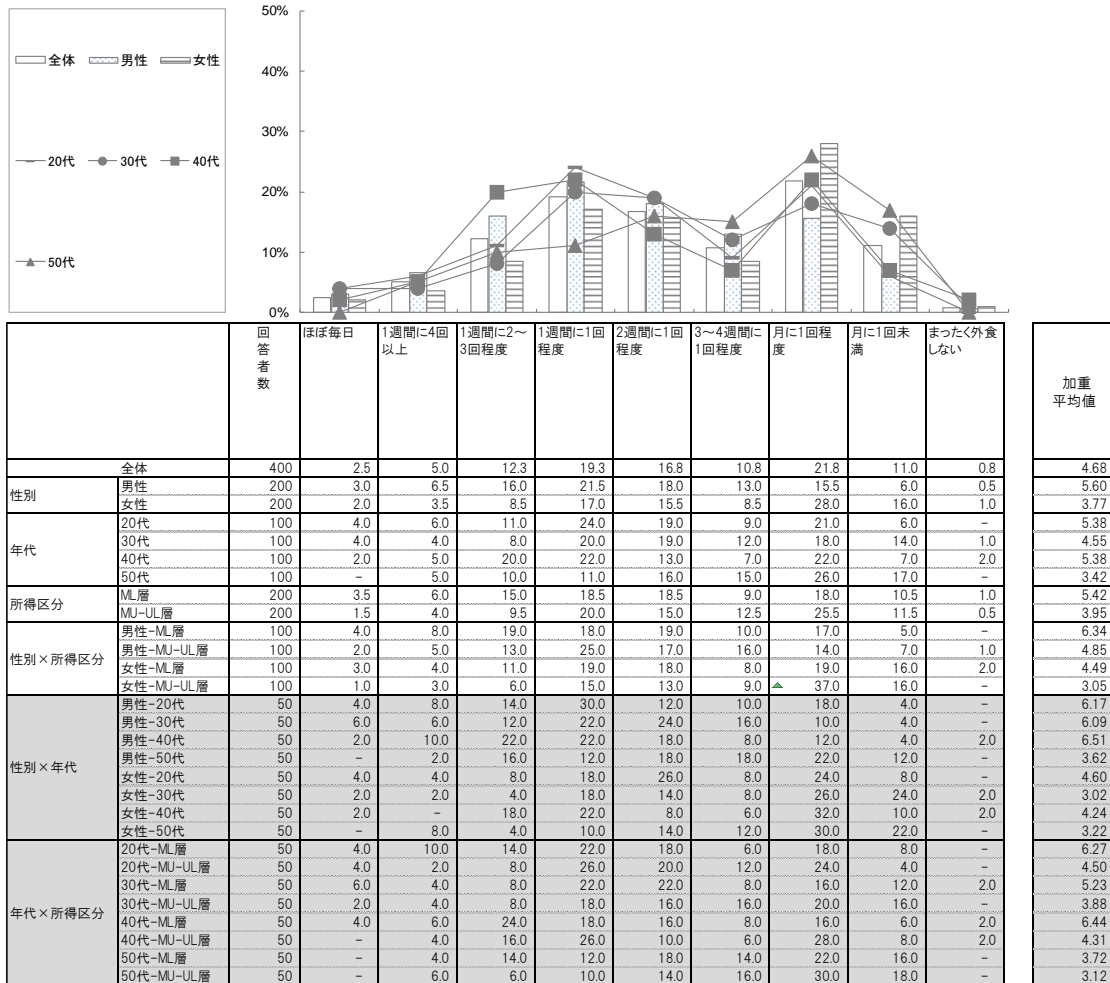 50%
全体 男性 女性
40%
30%
20代 30代 40代
20%
10%
50代
0%
回答者数 ほぼ毎日 1週間に4回以上 1週間に2～3回程度 1週間に1回程度 2週間に1回程度 3～4週間に1回程度 月に1回程度 月に1回未満 まったく外食しない 加重平均値
全体 400 2.5 5.0 12.3 19.3 16.8 10.8 21.8 11.0 0.8 4.68
性別 男性 200 3.0 6.5 16.0 21.5 18.0 13.0 15.5 6.0 0.5 5.60
女性 200 2.0 3.5 8.5 17.0 15.5 8.5 28.0 16.0 1.0 3.77
年代 20代 100 4.0 6.0 11.0 24.0 19.0 9.0 21.0 6.0 - 5.38
30代 100 4.0 4.0 8.0 20.0 19.0 12.0 18.0 14.0 1.0 4.55
40代 100 2.0 5.0 20.0 22.0 13.0 7.0 22.0 7.0 2.0 5.38
50代 100 - 5.0 10.0 11.0 16.0 15.0 26.0 17.0 - 3.42
所得区分 ML層 200 3.5 6.0 15.0 18.5 18.5 9.0 18.0 10.5 1.0 5.42
MU-UL層 200 1.5 4.0 9.5 20.0 15.0 12.5 25.5 11.5 0.5 3.95
性別×所得区分 男性-ML層 100 4.0 8.0 19.0 18.0 19.0 10.0 17.0 5.0 - 6.34
男性-MU-UL層 100 2.0 5.0 13.0 25.0 17.0 16.0 14.0 7.0 1.0 4.85
女性-ML層 100 3.0 4.0 11.0 19.0 18.0 8.0 19.0 16.0 2.0 4.49
女性-MU-UL層 100 1.0 3.0 6.0 15.0 13.0 9.0 37.0 16.0 - 3.05
性別×年代 男性-20代 50 4.0 8.0 14.0 30.0 12.0 10.0 18.0 4.0 - 6.17
男性-30代 50 6.0 6.0 12.0 22.0 24.0 16.0 10.0 4.0 - 6.09
男性-40代 50 2.0 10.0 22.0 22.0 18.0 8.0 12.0 4.0 2.0 6.51
男性-50代 50 - 2.0 16.0 12.0 18.0 18.0 22.0 12.0 - 3.62
女性-20代 50 4.0 4.0 8.0 18.0 26.0 8.0 24.0 8.0 - 4.60
女性-30代 50 2.0 2.0 4.0 18.0 14.0 8.0 26.0 24.0 2.0 3.02
女性-40代 50 2.0 - 18.0 22.0 8.0 6.0 32.0 10.0 2.0 4.24
女性-50代 50 - 8.0 4.0 10.0 14.0 12.0 30.0 22.0 - 3.22
年代×所得区分 20代-ML層 50 4.0 10.0 14.0 22.0 18.0 6.0 18.0 8.0 - 6.27
20代-MU-UL層 50 4.0 2.0 8.0 26.0 20.0 12.0 24.0 4.0 - 4.50
30代-ML層 50 6.0 4.0 8.0 22.0 22.0 8.0 16.0 12.0 2.0 5.23
30代-MU-UL層 50 2.0 4.0 8.0 18.0 16.0 16.0 20.0 16.0 - 3.88
40代-ML層 50 4.0 6.0 24.0 18.0 16.0 8.0 16.0 6.0 2.0 6.44
40代-MU-UL層 50 - 4.0 16.0 26.0 10.0 6.0 28.0 8.0 2.0 4.31
50代-ML層 50 - 4.0 14.0 12.0 18.0 14.0 22.0 16.0 - 3.72
50代-MU-UL層 50 - 6.0 6.0 10.0 14.0 16.0 30.0 18.0 - 3.12